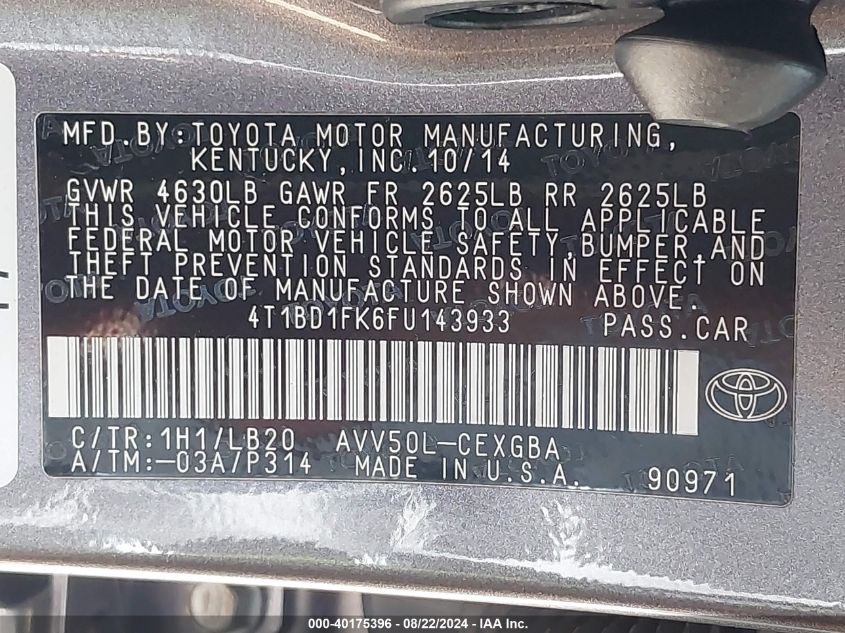 MFD BY:TOYOTA MOTOR MANUFACTURING,
KENTUCKY,INC.10/14
GVWR 4630LB GAWR FR 2625LB RR 2625LB
THIS VEHICLE CONFORMS TO ALL APPLICABLE
FEDERAL MOTOR VEHICLE SAFETY,BUMPER,AND
THEFT PREVENTION STANDARDS IN EFFECT ON
THE DATE OF MANUFACTURE SHOWN ABOVE.
4T1BD1FK6FU143933 PASS.CAR
C/TR:1H1/LB20 AVV50L-CEXGBA
A/TM:-03A/P314 MADE IN U.S.A. 90971
000-40175396 - 08/22/2024 - IAA Inc.